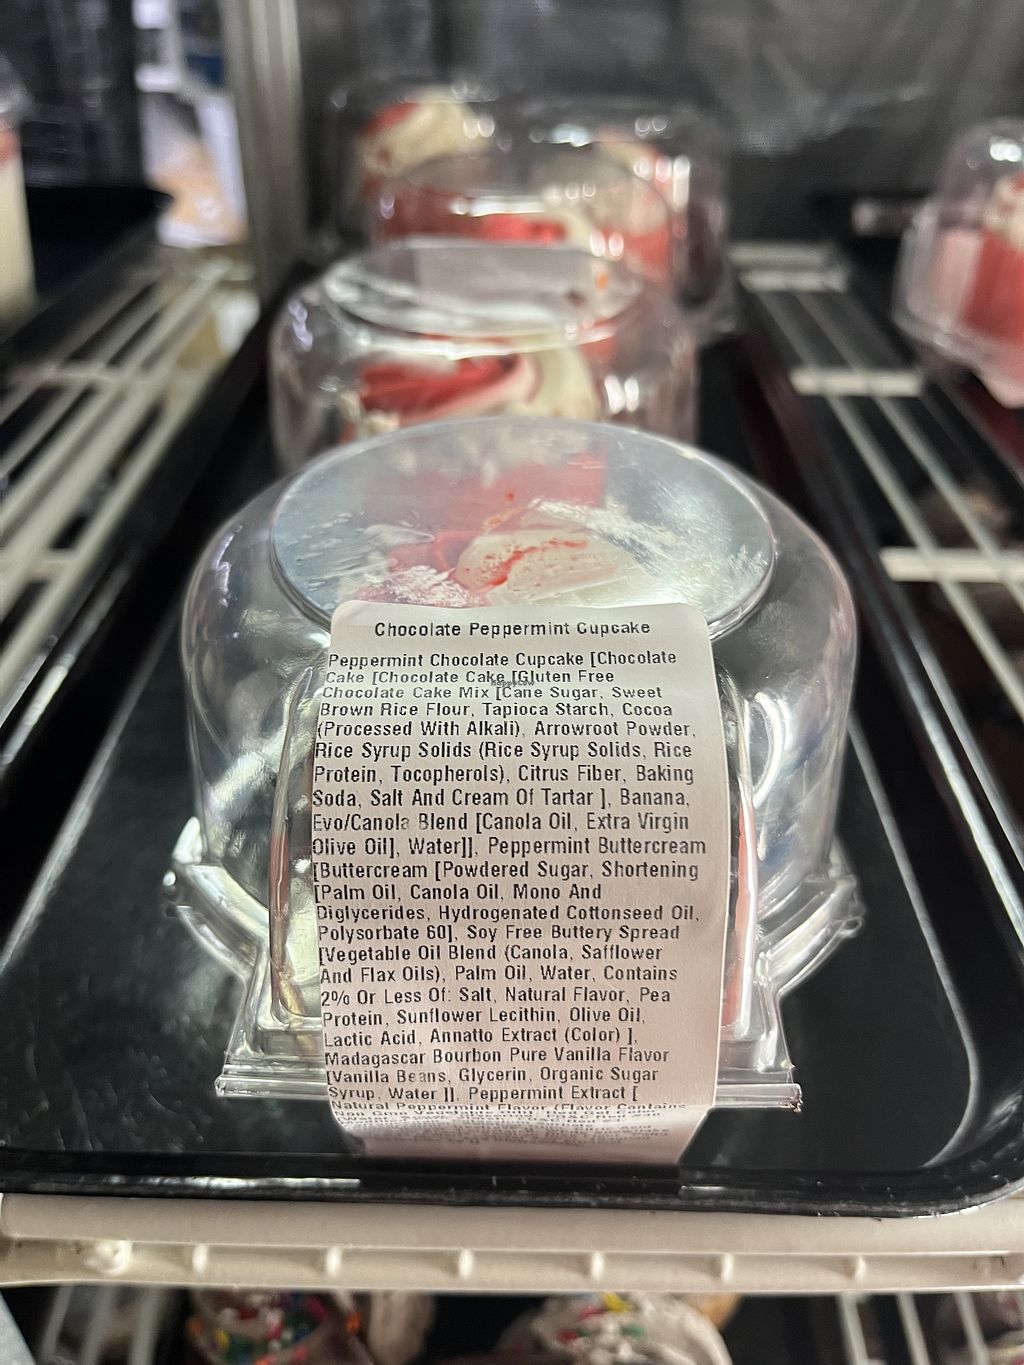 Chocolate Peppermint Cupcake
Peppermint Chocolate Cupcake [Chocolate
Cake [Chocolate Cake [Gluten Free
HappyCow
Chocolate Cake Mix [Cane Sugar, Sweet
Brown Rice Flour, Tapioca Starch, Cocoa
(Processed With Alkali), Arrowroot Powder,
Rice Syrup Solids (Rice Syrup Solids, Rice
Protein, Tocopherols), Citrus Fiber, Baking
Soda, Salt And Cream Of Tartar ], Banana,
Evo/Canola Blend [Canola Oil, Extra Virgin
Olive Oil], Water]], Peppermint Buttercream
[Buttercream [Powdered Sugar, Shortening
[Palm Oil, Canola Oil, Mono And
Diglycerides, Hydrogenated Cottonseed Oil,
Polysorbate 60], Soy Free Buttery Spread
[Vegetable Oil Blend (Canola, Safflower
And Flax Oils), Palm Oil, Water, Contains
2% Or Less Of: Salt, Natural Flavor, Pea
Protein, Sunflower Lecithin, Olive Oil,
Lactic Acid, Annatto Extract (Color) ],
Madagascar Bourbon Pure Vanilla Flavor
[Vanilla Beans, Glycerin, Organic Sugar
Syrup, Water ]], Peppermint Extract [
Natural Peppermint Flavor (Flavor Contains